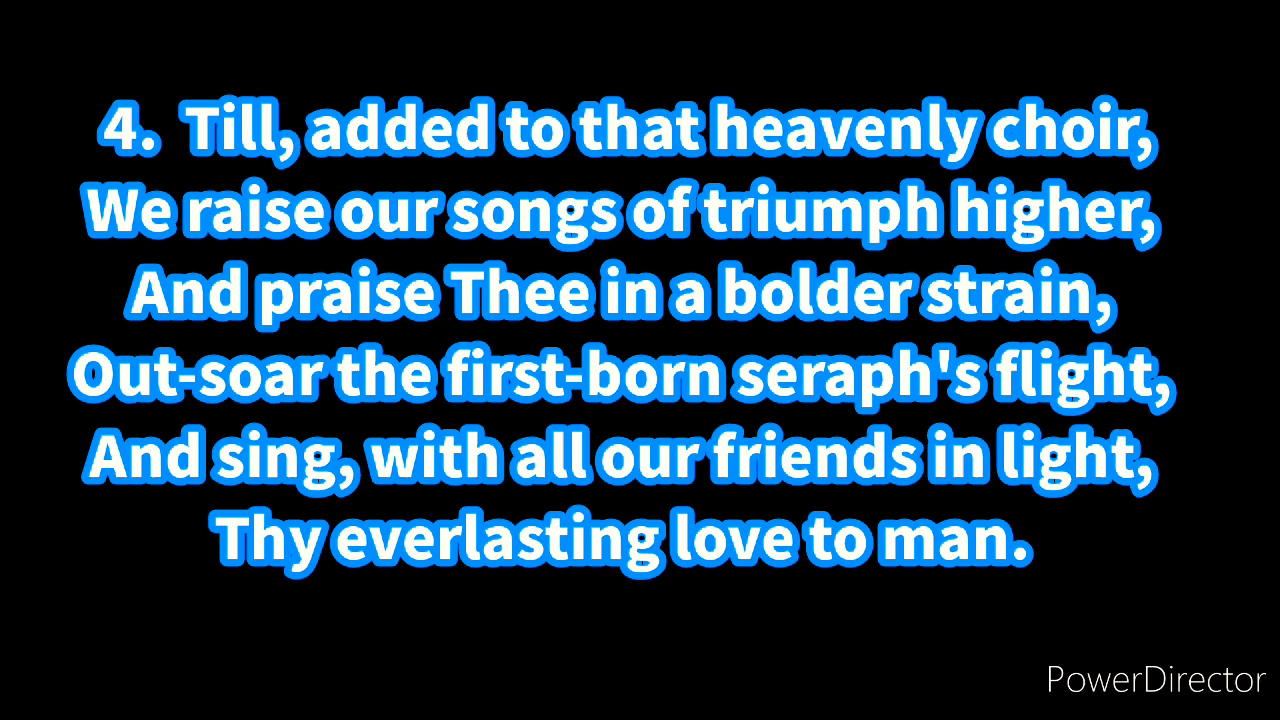 4. Till, added to that heavenly choir,
We raise our songs of triumph higher,
And praise Thee in a bolder strain,
Out-soar the first-born seraph's flight,
And sing, with all our friends in light,
Thy everlasting love to man.
PowerDirector